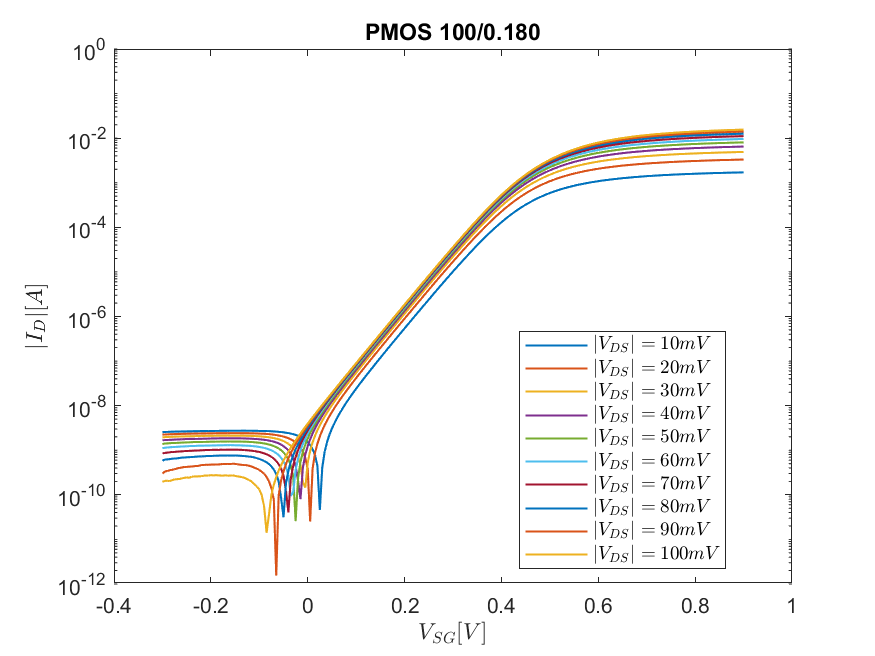 PMOS 100/0.180
10^0
10^-2
10^-4
10^-6
10^-8
10^-10
10^-12
|I_D|[A]
-0.4 -0.2 0 0.2 0.4 0.6 0.8 1
V_SG[V]
|V_DS| = 10mV
|V_DS| = 20mV
|V_DS| = 30mV
|V_DS| = 40mV
|V_DS| = 50mV
|V_DS| = 60mV
|V_DS| = 70mV
|V_DS| = 80mV
|V_DS| = 90mV
|V_DS| = 100mV